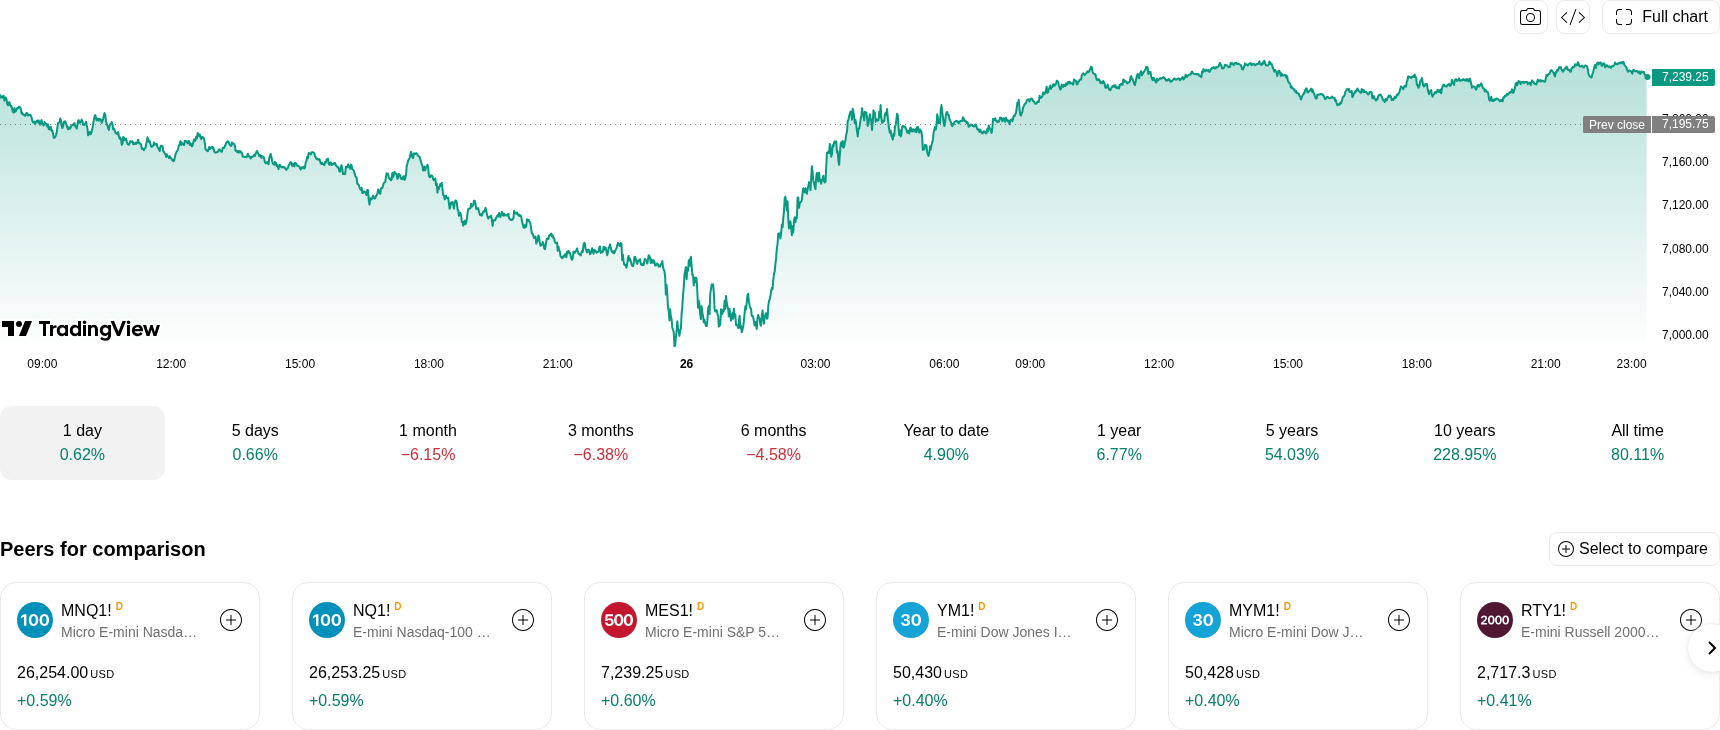 Full chart
7,239.25
Prev close 7,195.75
7,160.00
7,120.00
7,080.00
7,040.00
7,000.00
TradingView
09:00 12:00 15:00 18:00 21:00 26 03:00 06:00 09:00 12:00 15:00 18:00 21:00 23:00
1 day 5 days 1 month 3 months 6 months Year to date 1 year 5 years 10 years All time
0.62% 0.66% −6.15% −6.38% −4.58% 4.90% 6.77% 54.03% 228.95% 80.11%
Peers for comparison
Select to compare
100 MNQ1! D
Micro E-mini Nasda…
26,254.00 USD
+0.59%
100 NQ1! D
E-mini Nasdaq-100 …
26,253.25 USD
+0.59%
500 MES1! D
Micro E-mini S&P 5…
7,239.25 USD
+0.60%
30 YM1! D
E-mini Dow Jones I…
50,430 USD
+0.40%
30 MYM1! D
Micro E-mini Dow J…
50,428 USD
+0.40%
2000 RTY1! D
E-mini Russell 2000…
2,717.3 USD
+0.41%